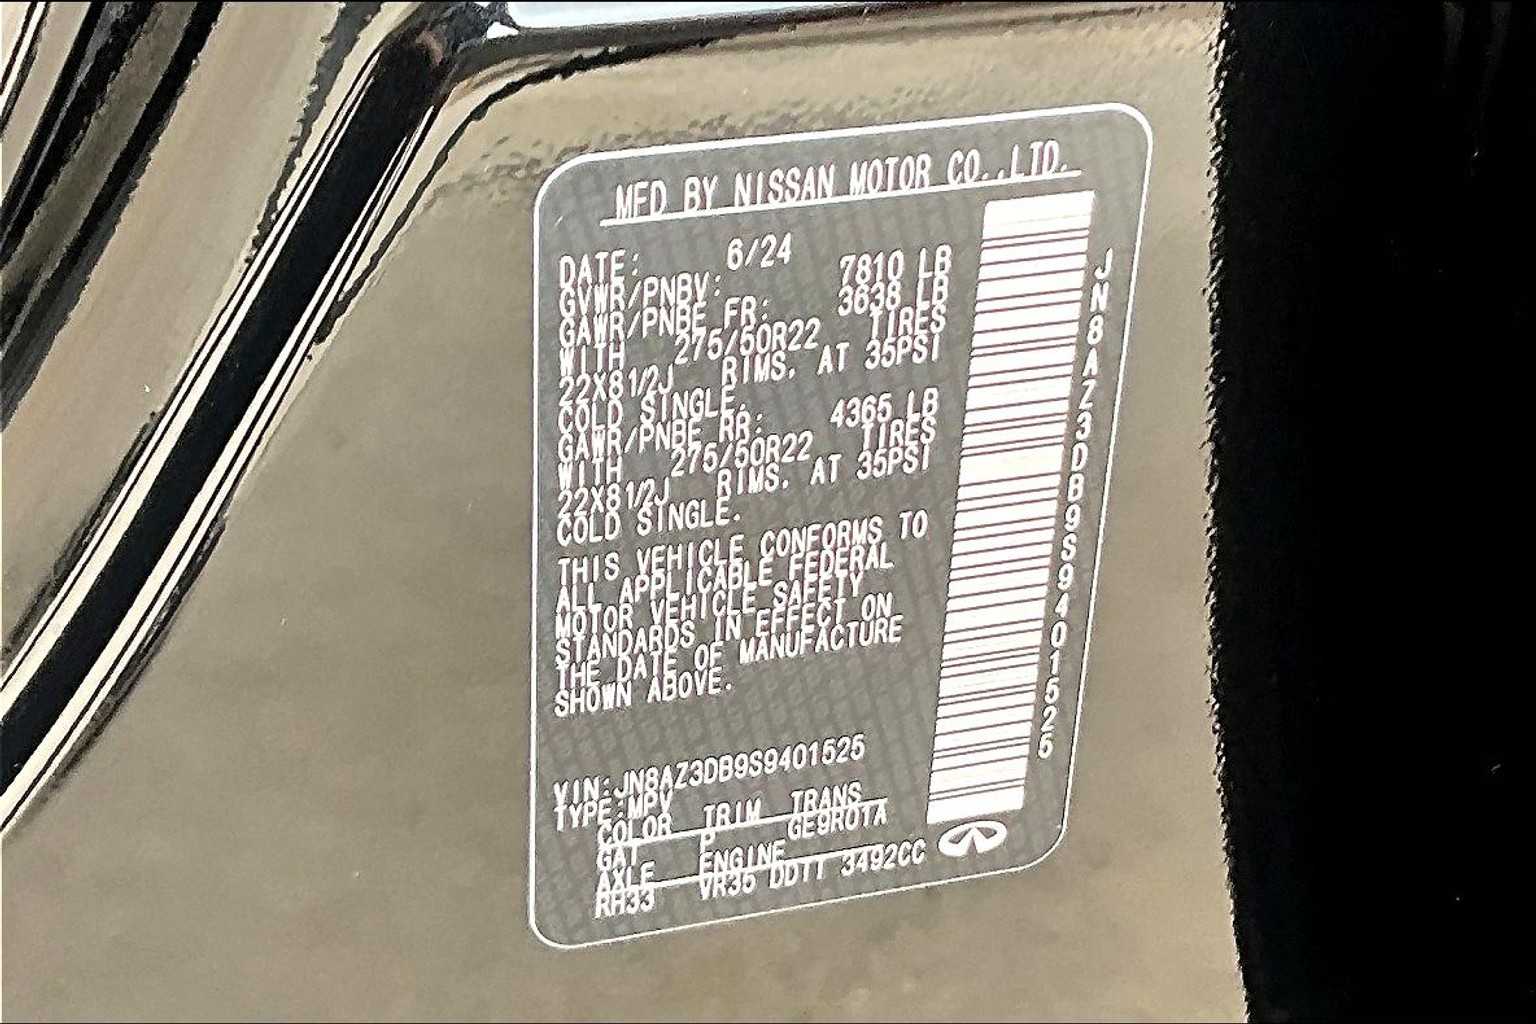 MFD BY NISSAN MOTOR CO.,LTD.
DATE: 6/24
GVWR/PNBV: 7810 LB
GAWR/PNBE FR: 3638 LB
WITH 275/50R22 TIRES
22X81/2J RIMS. AT 35PSI
COLD SINGLE.
GAWR/PNBE RR: 4365 LB
WITH 275/50R22 TIRES
22X81/2J RIMS. AT 35PSI
COLD SINGLE.
THIS VEHICLE CONFORMS TO
ALL APPLICABLE FEDERAL
MOTOR VEHICLE SAFETY
STANDARDS IN EFFECT ON
THE DATE OF MANUFACTURE
SHOWN ABOVE.
VIN:JN8AZ3DB9S9401525
TYPE:MPV
COLOR TRIM TRANS
GAT P GE9R01A
AXLE ENGINE
RH33 VR35 DDTT 3492CC
JN8AZ3DB9S9401525